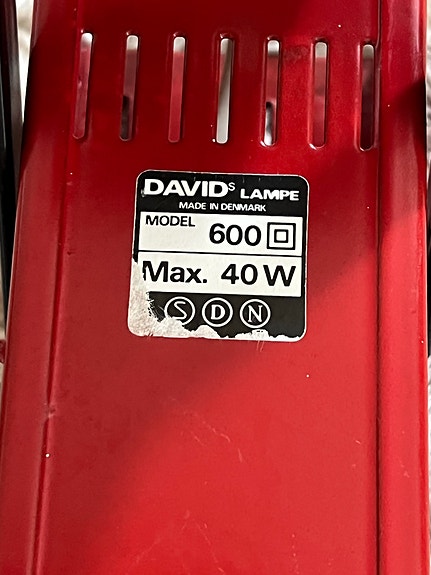 DAVIDS LAMPE
MADE IN DENMARK
MODEL 600
Max. 40 W
S D N